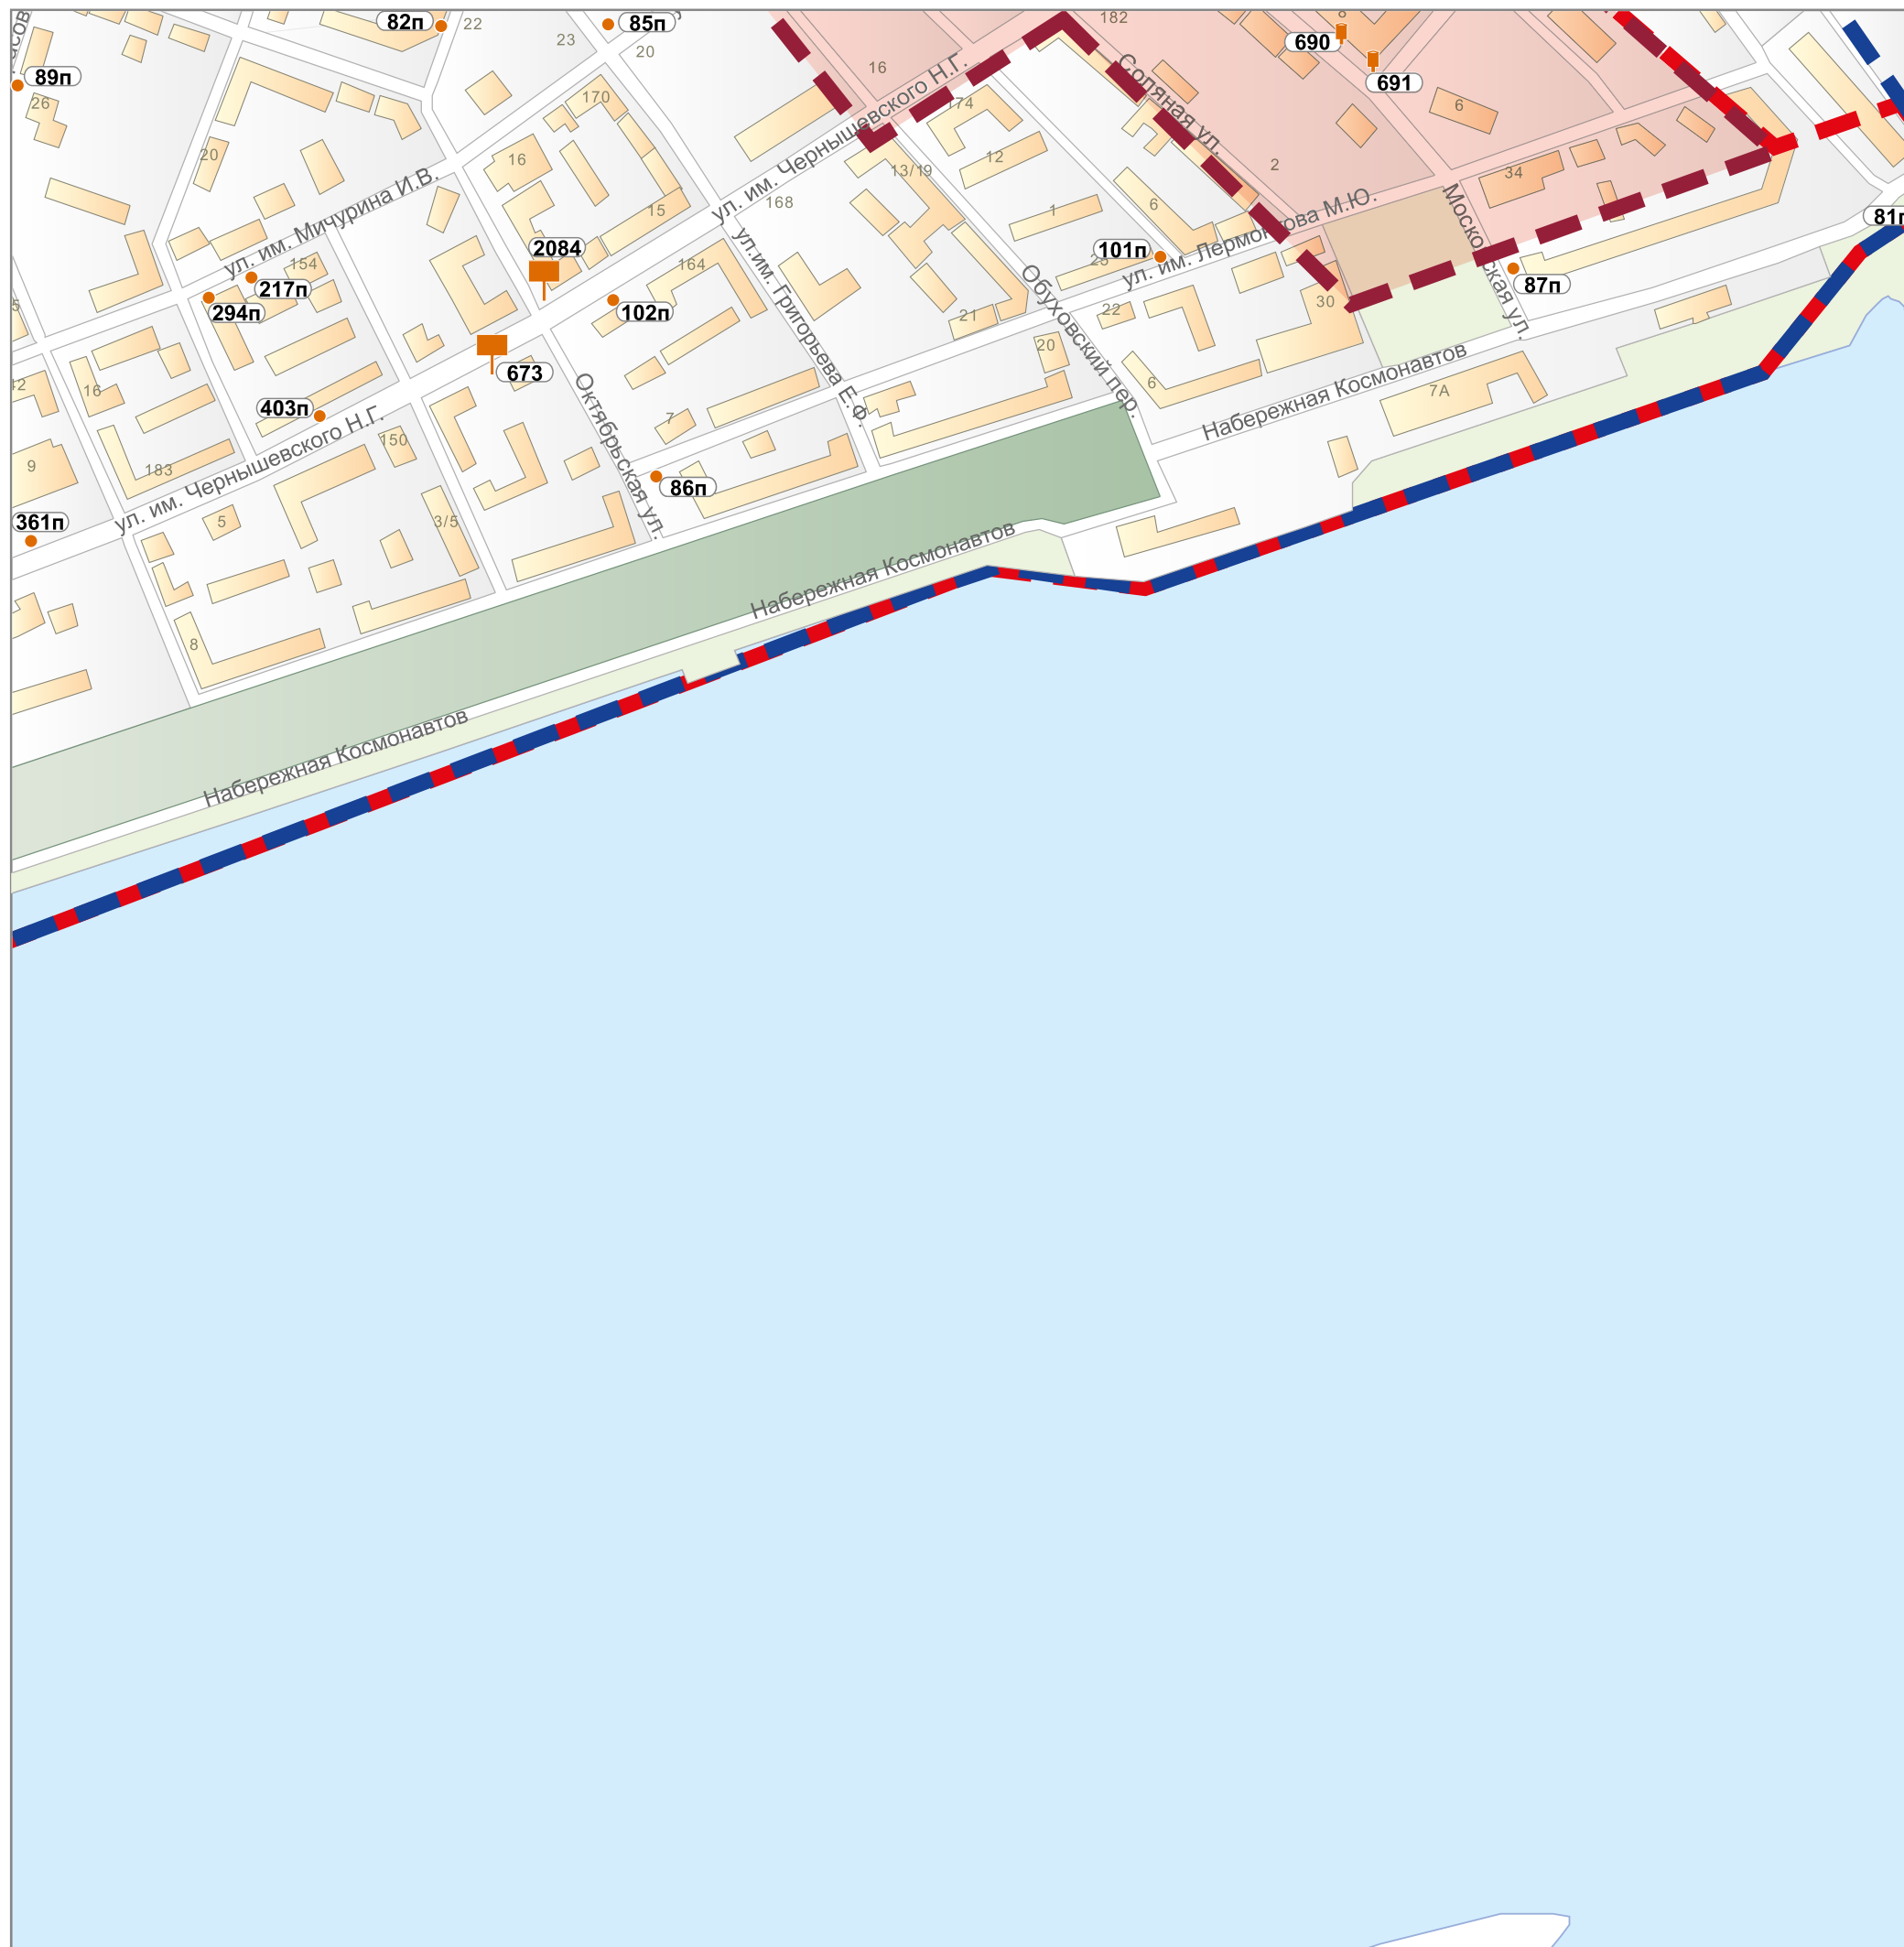 82п
22
23
85п
20
182
690
8
89п
26
16
691
6
170
174
Соляная ул.
20
16
12
13/19
2
34
ул. им. Мичурина И.В.
15
168
ул. им. Чернышевского Н.Г.
1
6
Московская ул.
81п
2084
154
164
101п
25
ул. им. Лермонтова М.Ю.
217п
294п
102п
ул.им. Григорьева Е.Ф.
21
Обуховский пер.
22
30
87п
673
20
16
403п
Октябрьская ул.
7
6
7А
Набережная Космонавтов
9
183
ул. им. Чернышевского Н.Г.
150
86п
361п
5
3/5
Набережная Космонавтов
8
Набережная Космонавтов